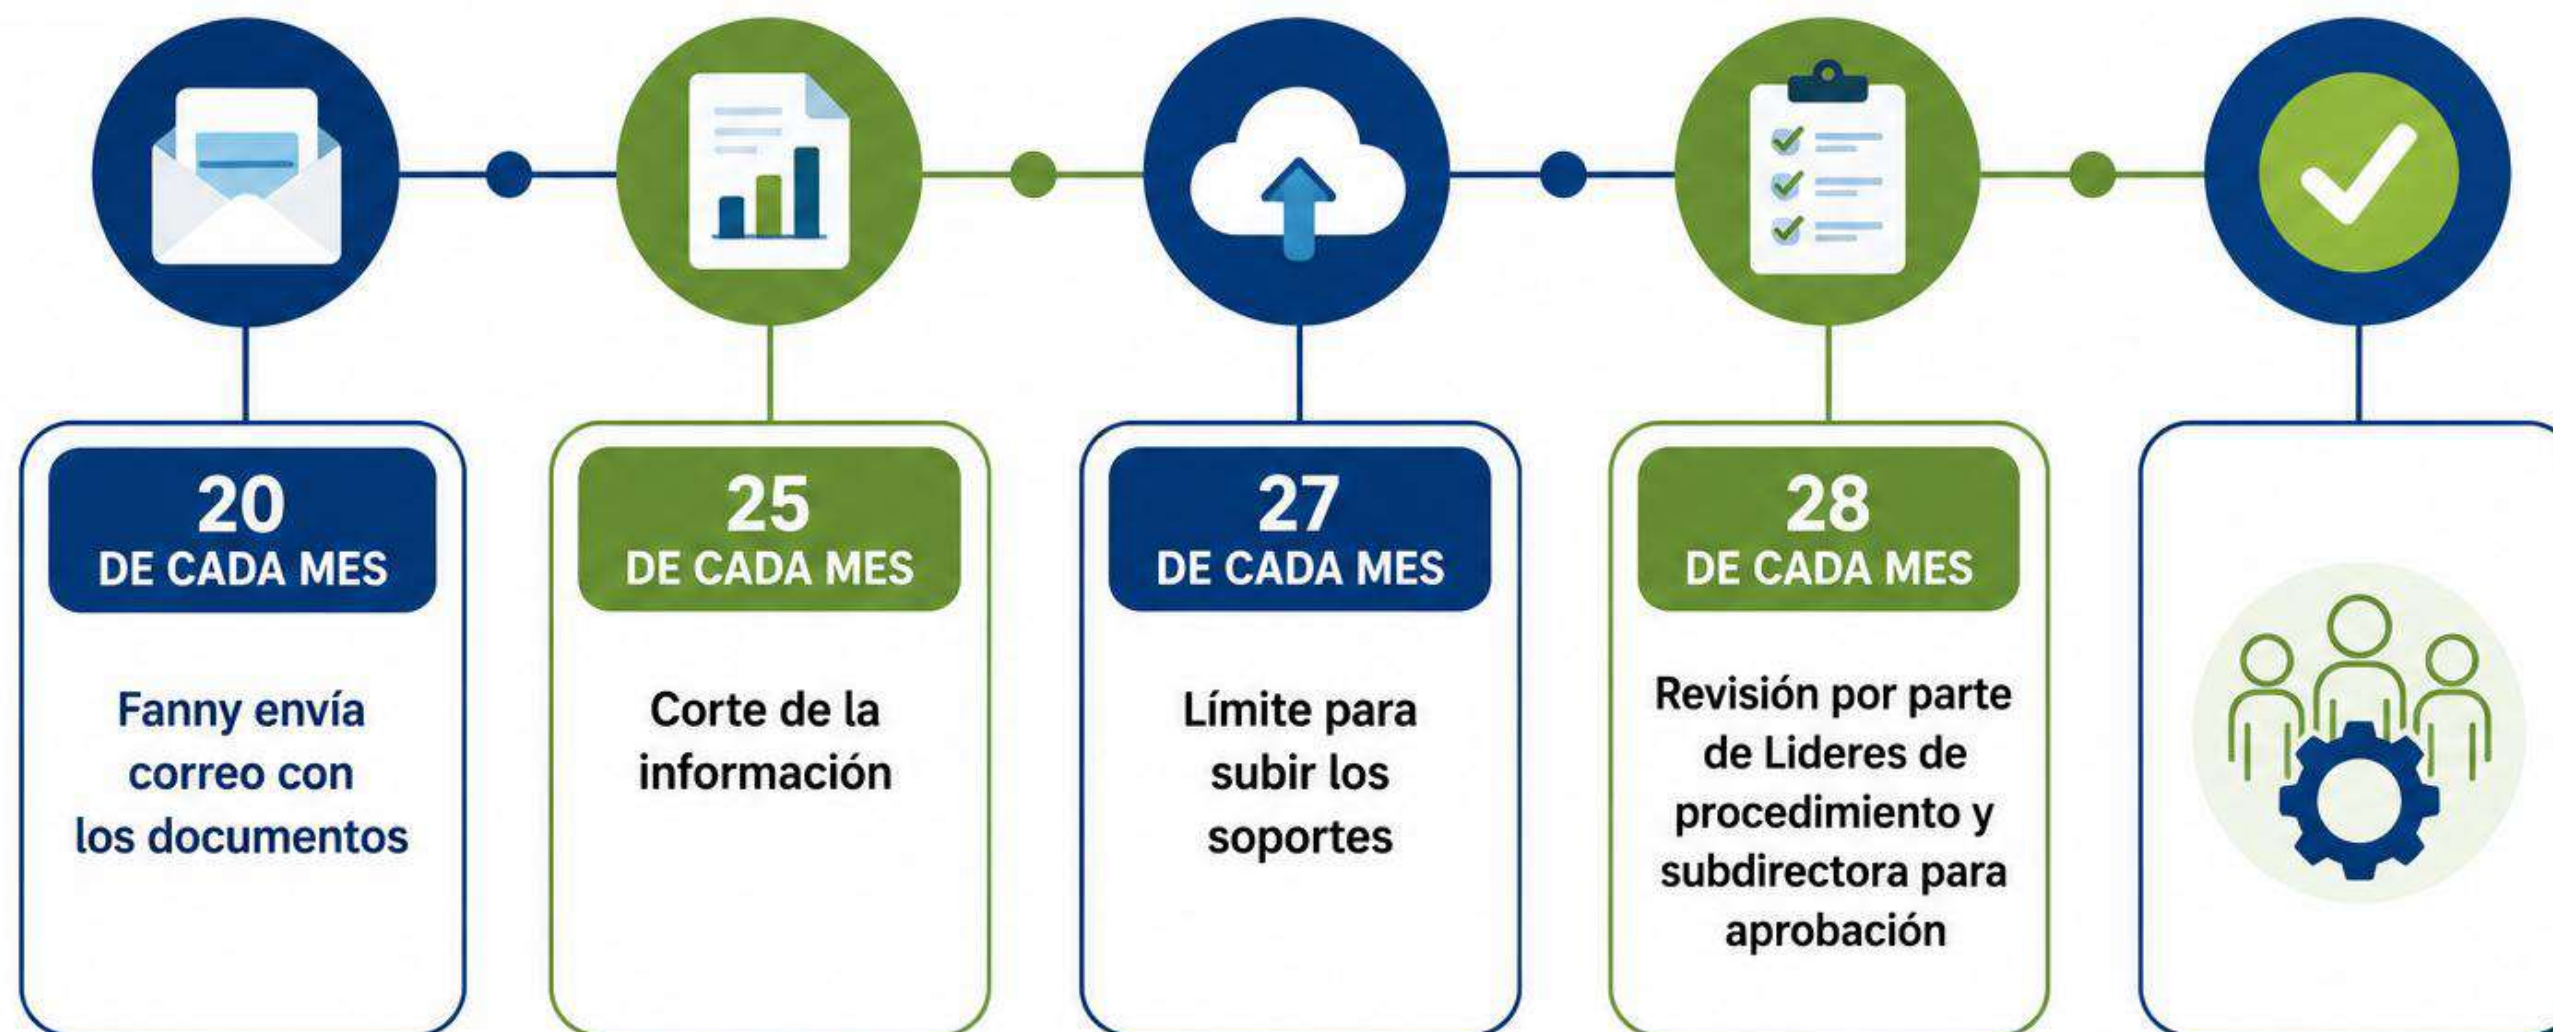 20
DE CADA MES
Fanny envía
correo con
los documentos
25
DE CADA MES
Corte de la
información
27
DE CADA MES
Límite para
subir los
soportes
28
DE CADA MES
Revisión por parte
de Lideres de
procedimiento y
subdirectora para
aprobación